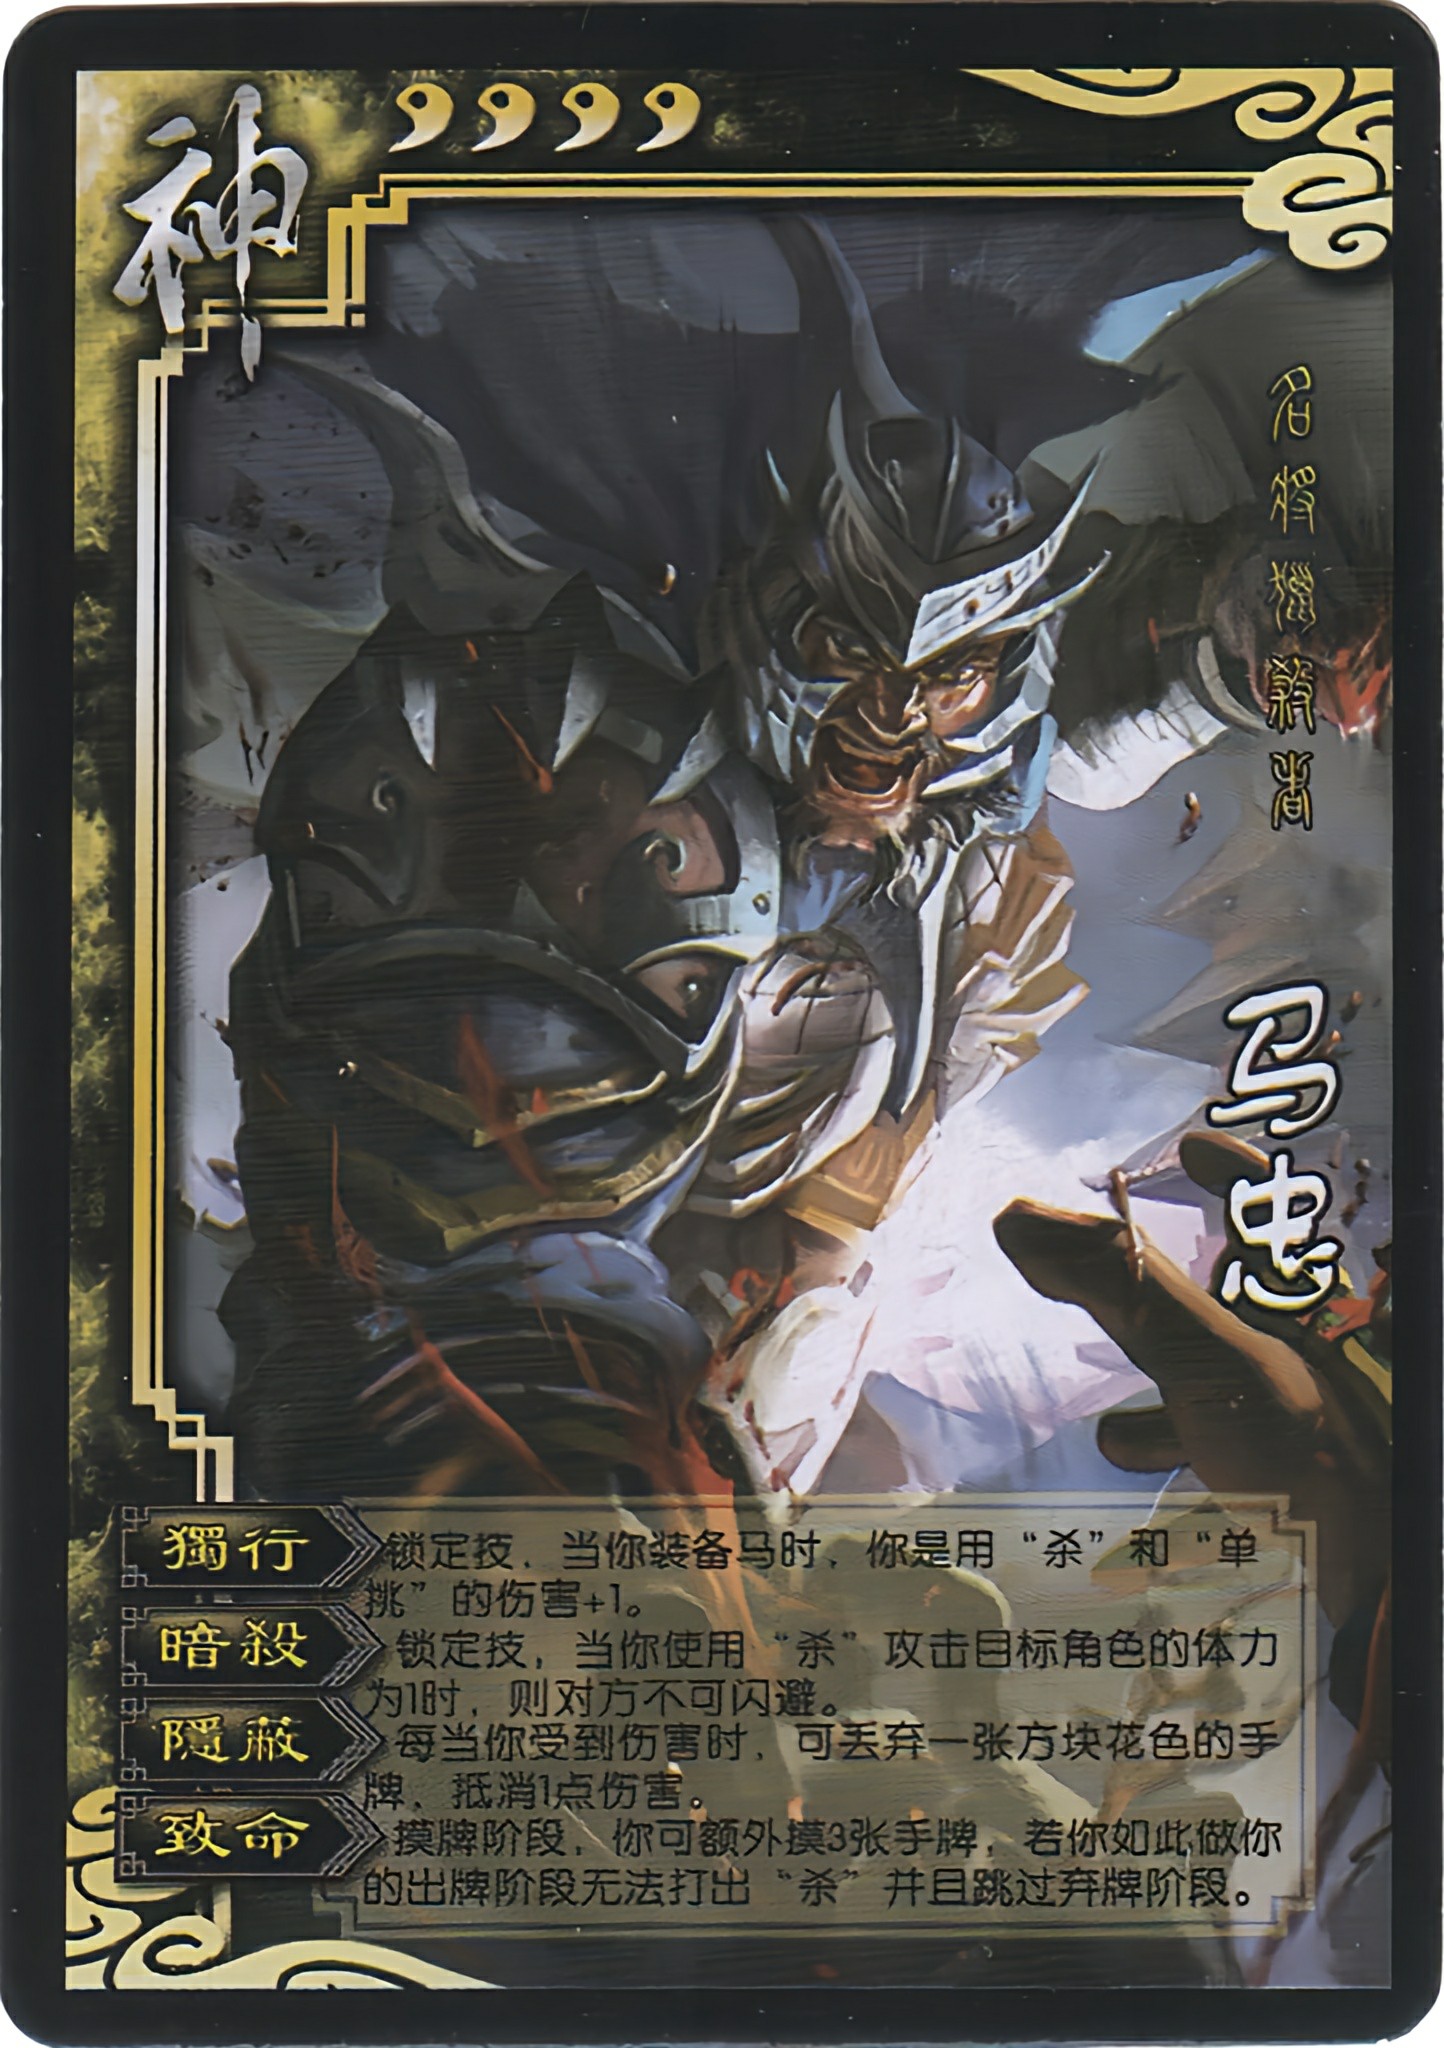 神
名将獵殺者
马忠
獨行
锁定技，当你装备马时，你是用“杀”和“单
挑”的伤害+1。
暗殺
锁定技，当你使用“杀”攻击目标角色的体力
为1时，则对方不可闪避。
隱蔽
每当你受到伤害时，可丢弃一张方块花色的手
牌，抵消1点伤害。
致命
摸牌阶段，你可额外摸3张手牌，若你如此做你
的出牌阶段无法打出“杀”并且跳过弃牌阶段。